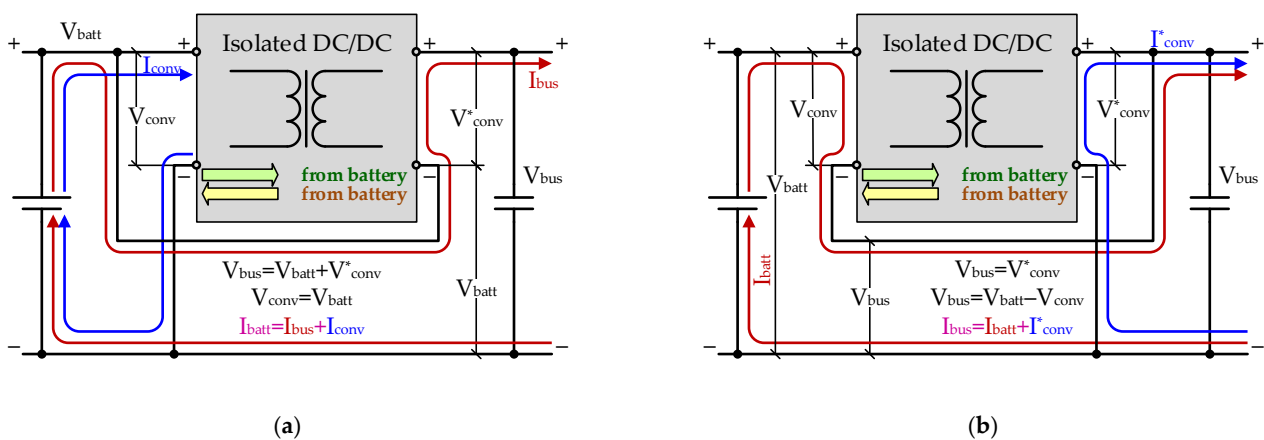 Vbatt
+ + Isolated DC/DC + +
Iconv
Ibus
Vconv
V*conv
− −
from battery
from battery
Vbus
Vbus=Vbatt+V*conv
Vconv=Vbatt
Vbatt
Ibatt=Ibus+Iconv
− −
(a)
+ + Isolated DC/DC + +
I*conv
Vconv
V*conv
− −
Vbatt
from battery
from battery
Vbus
Ibatt
Vbus
Vbus=V*conv
Vbus=Vbatt−Vconv
Ibus=Ibatt+I*conv
− −
(b)